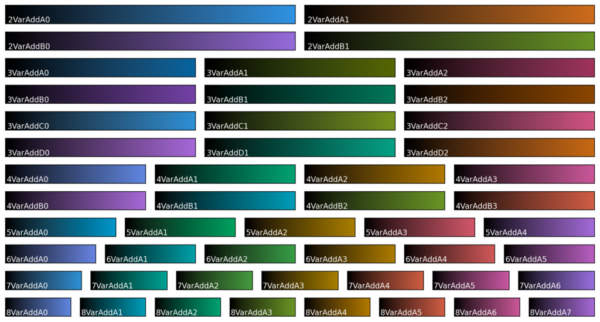 2VarAddA0 2VarAddA1
2VarAddB0 2VarAddB1
3VarAddA0 3VarAddA1 3VarAddA2
3VarAddB0 3VarAddB1 3VarAddB2
3VarAddC0 3VarAddC1 3VarAddC2
3VarAddD0 3VarAddD1 3VarAddD2
4VarAddA0 4VarAddA1 4VarAddA2 4VarAddA3
4VarAddB0 4VarAddB1 4VarAddB2 4VarAddB3
5VarAddA0 5VarAddA1 5VarAddA2 5VarAddA3 5VarAddA4
6VarAddA0 6VarAddA1 6VarAddA2 6VarAddA3 6VarAddA4 6VarAddA5
7VarAddA0 7VarAddA1 7VarAddA2 7VarAddA3 7VarAddA4 7VarAddA5 7VarAddA6
8VarAddA0 8VarAddA1 8VarAddA2 8VarAddA3 8VarAddA4 8VarAddA5 8VarAddA6 8VarAddA7